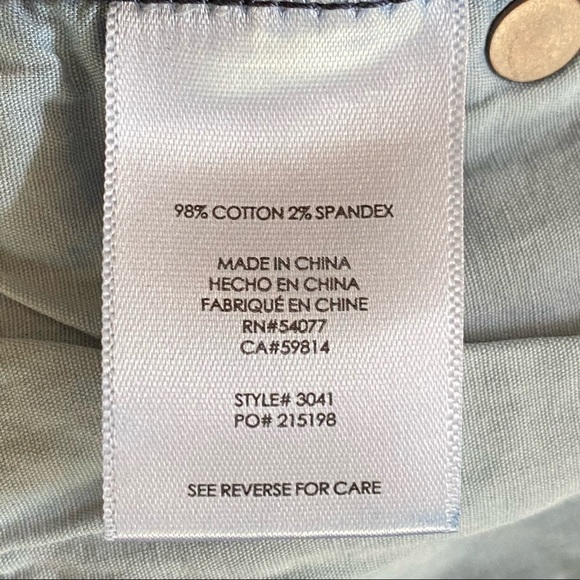 98% COTTON 2% SPANDEX
MADE IN CHINA
HECHO EN CHINA
FABRIQUÉ EN CHINE
RN#54077
CA#59814
STYLE# 3041
PO# 215198
SEE REVERSE FOR CARE